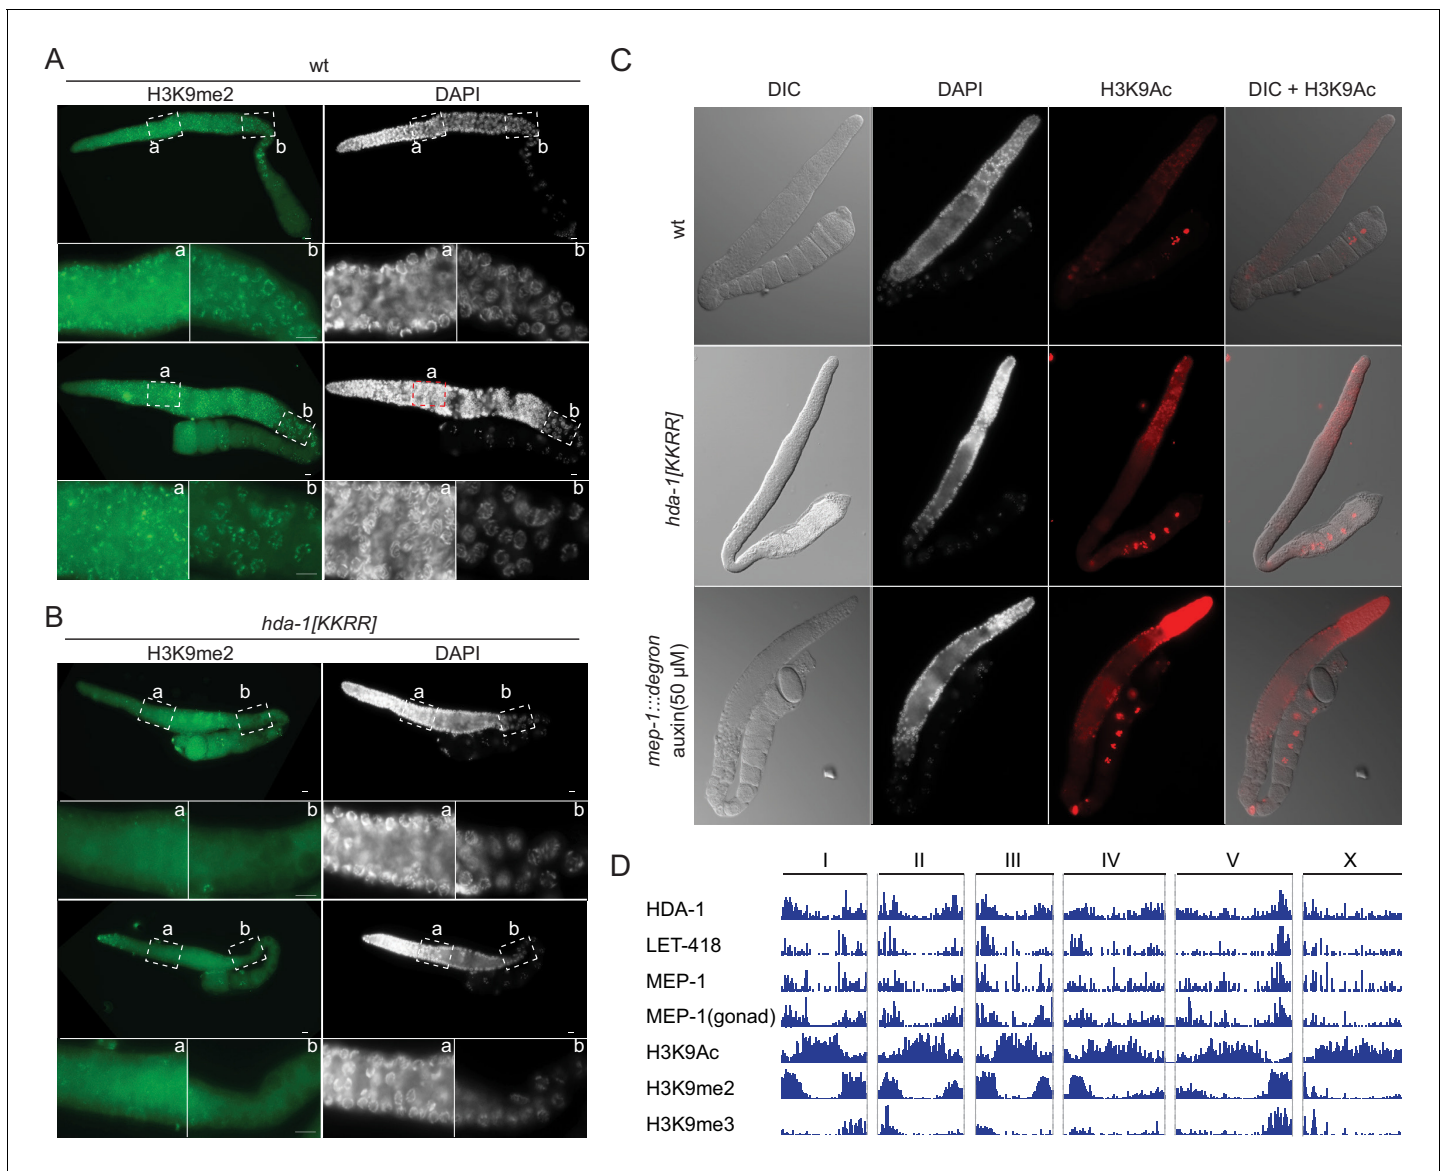 A
wt
H3K9me2
DAPI
a
b
a
b
a
b
a
b
a
b
a
b
a
b
a
b
B
hda-1[KKRR]
H3K9me2
DAPI
a
b
a
b
a
b
a
b
a
b
a
b
a
b
a
b
C
DIC
DAPI
H3K9Ac
DIC + H3K9Ac
wt
hda-1[KKRR]
mep-1:::degron
auxin(50 µM)
D
I
II
III
IV
V
X
HDA-1
LET-418
MEP-1
MEP-1(gonad)
H3K9Ac
H3K9me2
H3K9me3